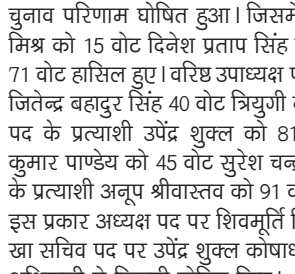 चुनाव परिणाम घोषित हुआ। जिसमें
मिश्र को 15 वोट दिनेश प्रताप सिंह
71 वोट हासिल हुए। वरिष्ठ उपाध्यक्ष प
जितेन्द्र बहादुर सिंह 40 वोट त्रियुगी
पद के प्रत्याशी उपेंद्र शुक्ल को 81
कुमार पाण्डेय को 45 वोट सुरेश चन्द्र
के प्रत्याशी अनूप श्रीवास्तव को 91 व
इस प्रकार अध्यक्ष पद पर शिवमूर्ति
खा सचिव पद पर उपेंद्र शुक्ल कोषाध